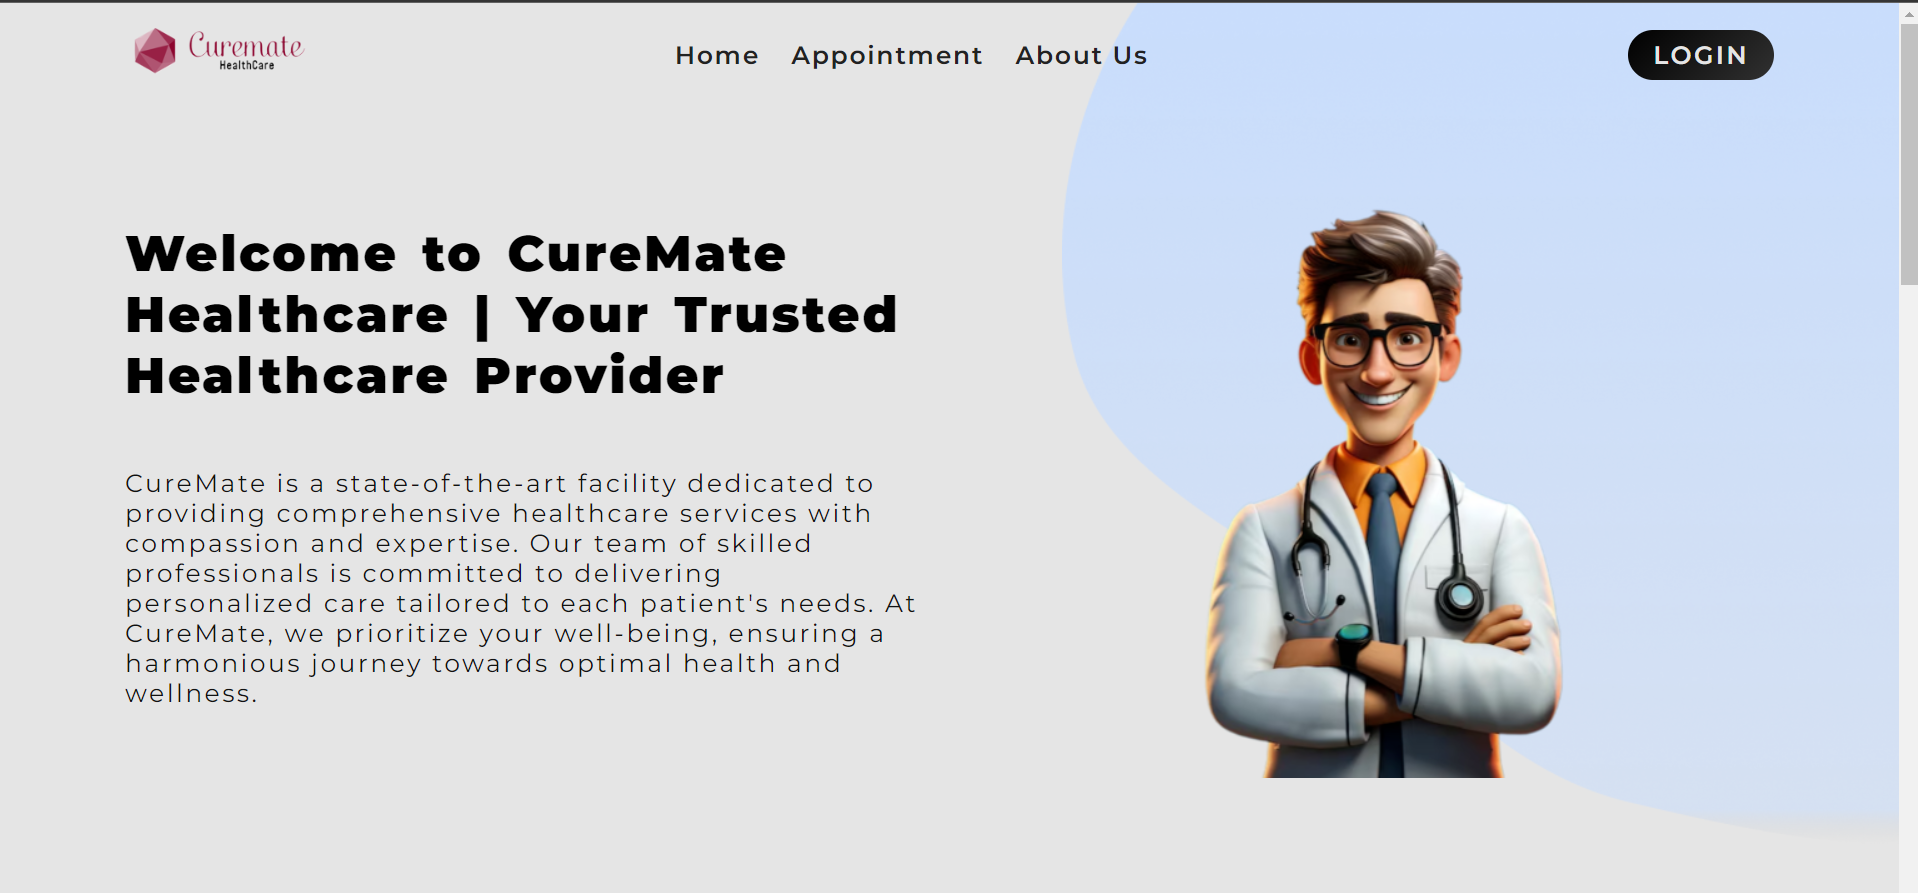 Curemate
HealthCare
Home Appointment About Us
LOGIN
Welcome to CureMate
Healthcare | Your Trusted
Healthcare Provider
CureMate is a state-of-the-art facility dedicated to
providing comprehensive healthcare services with
compassion and expertise. Our team of skilled
professionals is committed to delivering
personalized care tailored to each patient's needs. At
CureMate, we prioritize your well-being, ensuring a
harmonious journey towards optimal health and
wellness.